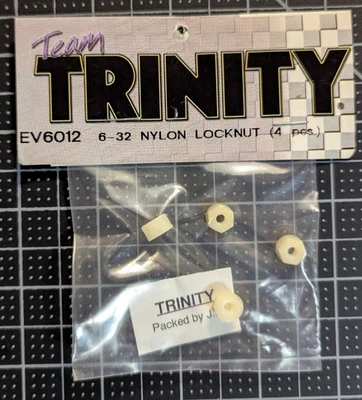 Team
TRINITY
EV6012 6-32 NYLON LOCKNUT (4 pcs.)
TRINITY
Packed by